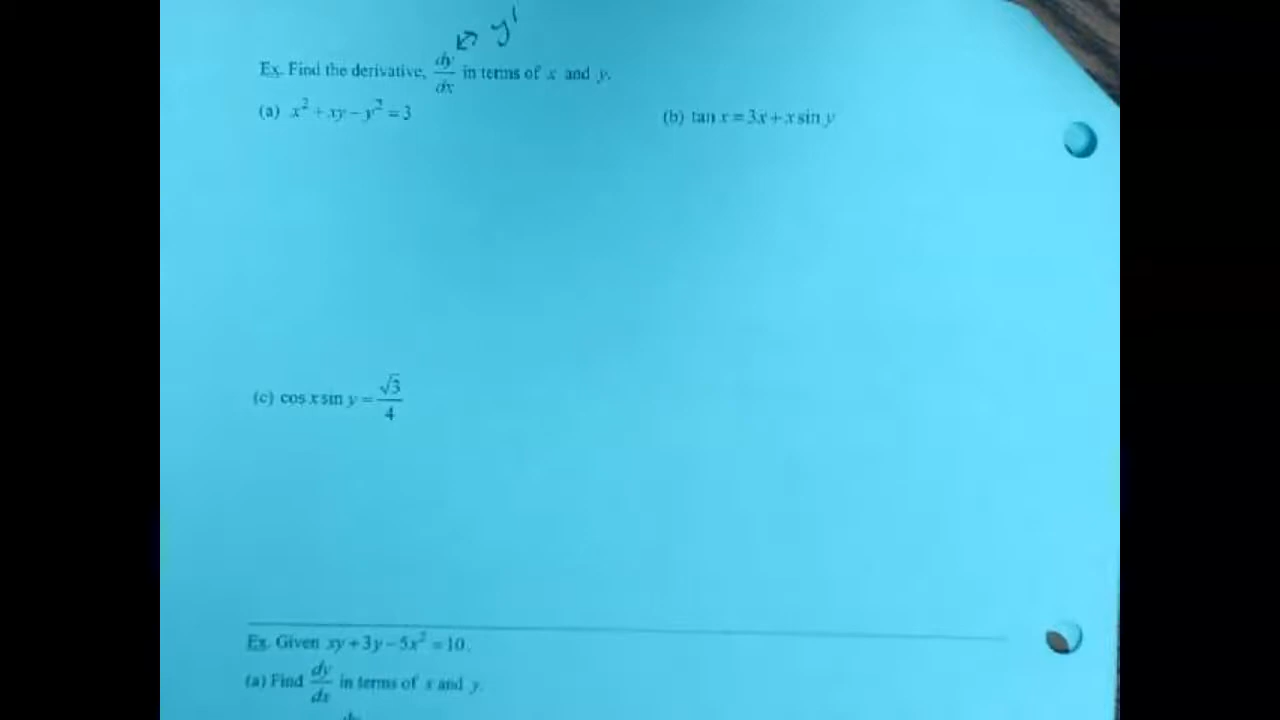 y'
Ex. Find the derivative, dy/dx in terms of x and y.
(a) x² + xy − y² = 3
(b) tan x = 3x + x sin y
(c) cos x sin y = √3/4
Ex. Given xy + 3y − 5x² = 10.
(a) Find dy/dx in terms of x and y.